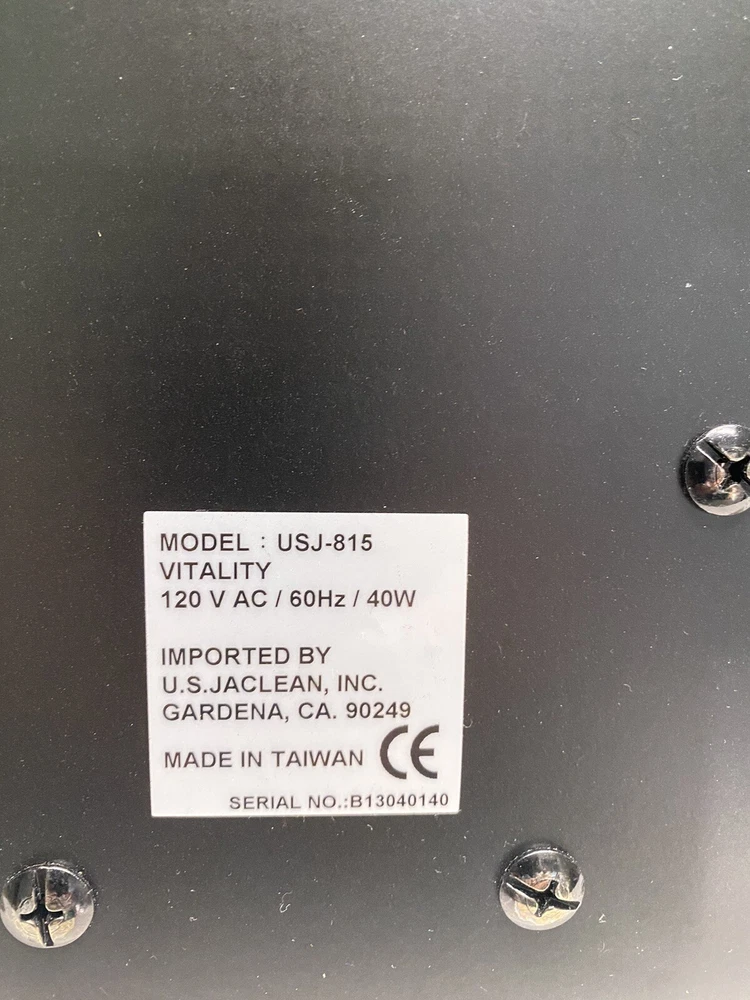 MODEL : USJ-815
VITALITY
120 V AC / 60Hz / 40W
IMPORTED BY
U.S.JACLEAN, INC.
GARDENA, CA. 90249
MADE IN TAIWAN CE
SERIAL NO.:B13040140